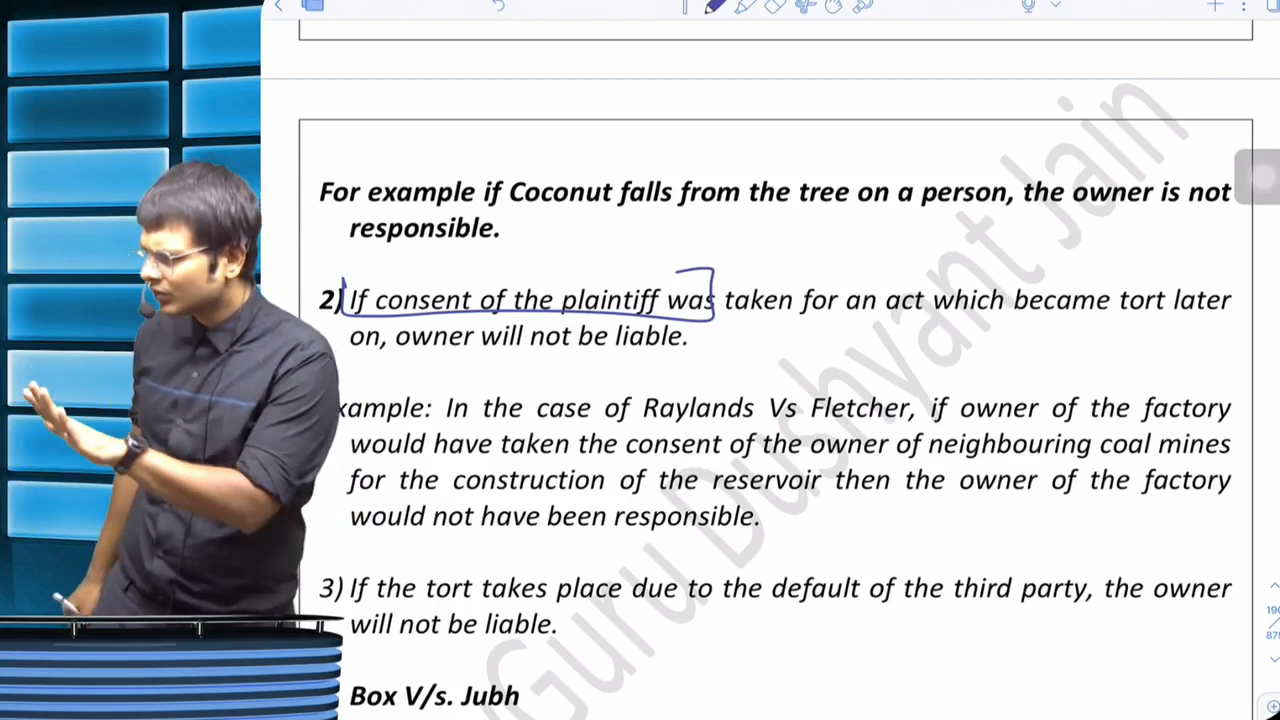 For example if Coconut falls from the tree on a person, the owner is not
responsible.
2) If consent of the plaintiff was taken for an act which became tort later
on, owner will not be liable.
xample: In the case of Raylands Vs Fletcher, if owner of the factory
would have taken the consent of the owner of neighbouring coal mines
for the construction of the reservoir then the owner of the factory
would not have been responsible.
3) If the tort takes place due to the default of the third party, the owner
will not be liable.
Box V/s. Jubh
Guru Dushyant Jain